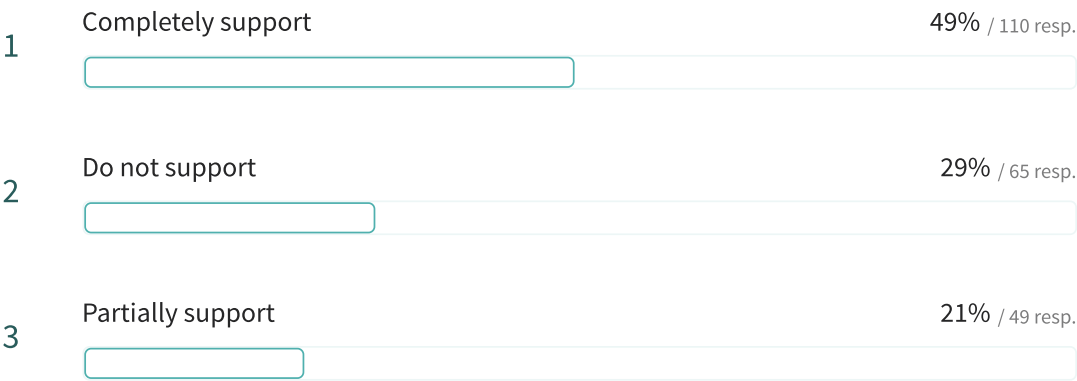 1 Completely support 49% / 110 resp.
2 Do not support 29% / 65 resp.
3 Partially support 21% / 49 resp.